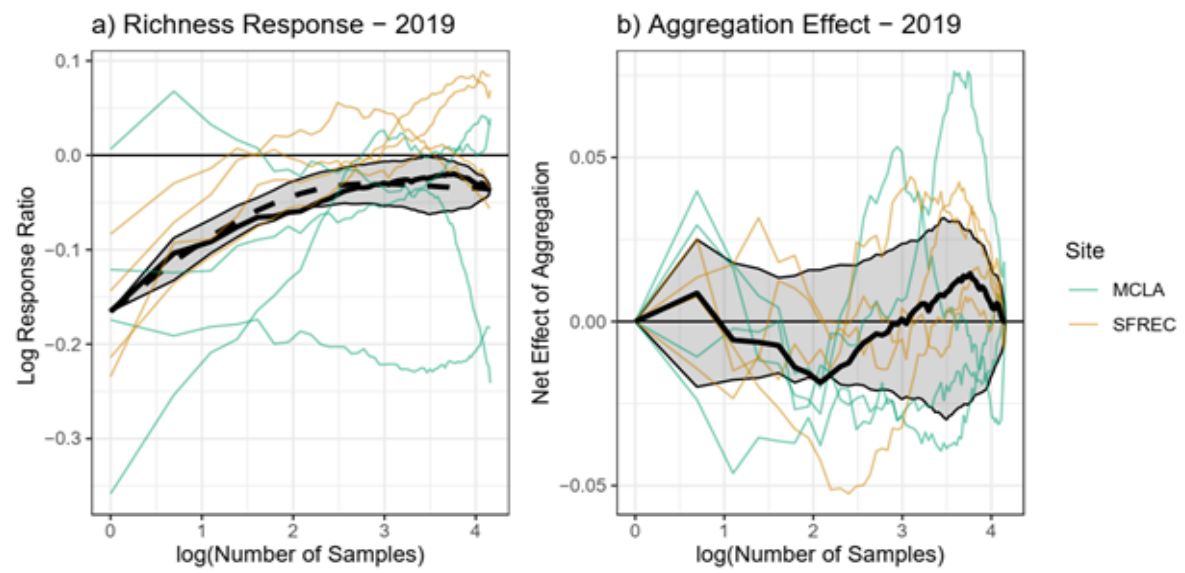 a) Richness Response − 2019
b) Aggregation Effect − 2019
Log Response Ratio
0.1
0.0
−0.1
−0.2
−0.3
0 1 2 3 4
log(Number of Samples)
Net Effect of Aggregation
0.05
0.00
−0.05
0 1 2 3 4
log(Number of Samples)
Site
MCLA
SFREC